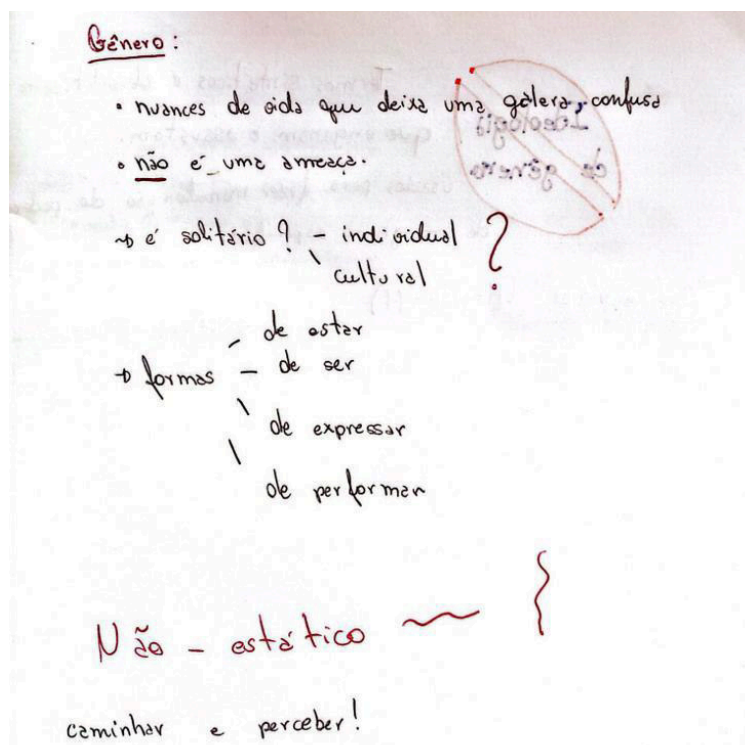 Gênero:
• nuances de vida que deixa uma galera confusa
• não é uma ameaça.
→ é solitário? - individual ?
\ cultural
- de estar
→ formas - de ser
\ de expressar
\ de performar
Não - estático
caminhar e perceber!
Ideologia
de gênero